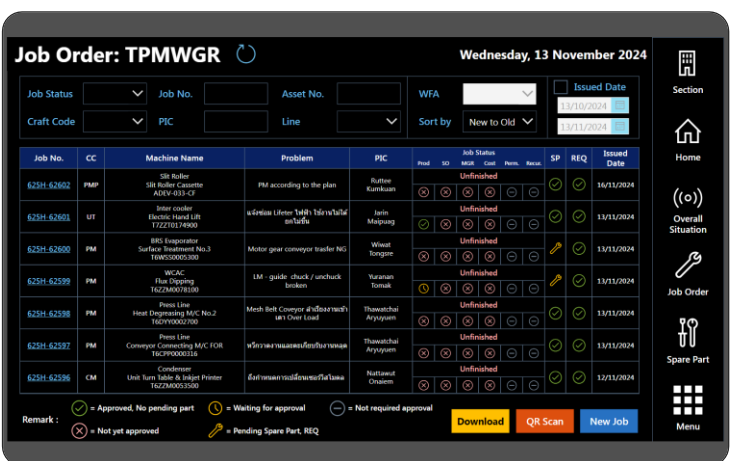 Job Order: TPMWGR
Wednesday, 13 November 2024
Job Status
Job No.
Asset No.
WFA
Issued Date
13/10/2024
Craft Code
PIC
Line
Sort by
New to Old
13/11/2024
Job No.
CC
Machine Name
Problem
PIC
Job Status
Prod
SO
MGR
Cost
Perm.
Recur.
SP
REQ
Issued
Date
625H-62602
PMP
Slit Roller
Slit Roller Cassette
ADEV-033-CF
PM according to the plan
Ruttee
Kumkuan
Unfinished
16/11/2024
625H-62601
UT
Inter cooler
Electric Hand Lift
T7ZZT0174900
แจ้งซ่อม Lifeter ไฟฟ้า ใช้งานไม่ได้
ยกไม่ขึ้น
Jarin
Maipuag
Unfinished
13/11/2024
625H-62600
PM
BRS Evaporator
Surface Treatment No.3
T6WSS0005300
Motor gear conveyor trasfer NG
Wiwat
Tongsre
Unfinished
13/11/2024
625H-62599
PM
WCAC
Flux Dipping
T6ZZM0078100
LM - guide chuck / unchuck
broken
Yuranan
Tomak
Unfinished
13/11/2024
625H-62598
PM
Press Line
Heat Degreasing M/C No.2
T6DYY0002700
Mesh Belt Coveyor
Over Load
Thawatchai
Aryuyuen
Unfinished
13/11/2024
625H-62597
PM
Press Line
Conveyor Connecting M/C FOR
T6CPP0000316
Thawatchai
Aryuyuen
Unfinished
13/11/2024
625H-62596
CM
Condenser
Unit Turn Table & Inkjet Printer
T6ZZM0053500
Nattawut
Onaiem
Unfinished
12/11/2024
Remark :
= Approved, No pending part
= Waiting for approval
= Not required approval
= Not yet approved
= Pending Spare Part, REQ
Download
QR Scan
New Job
Section
Home
Overall
Situation
Job Order
Spare Part
Menu